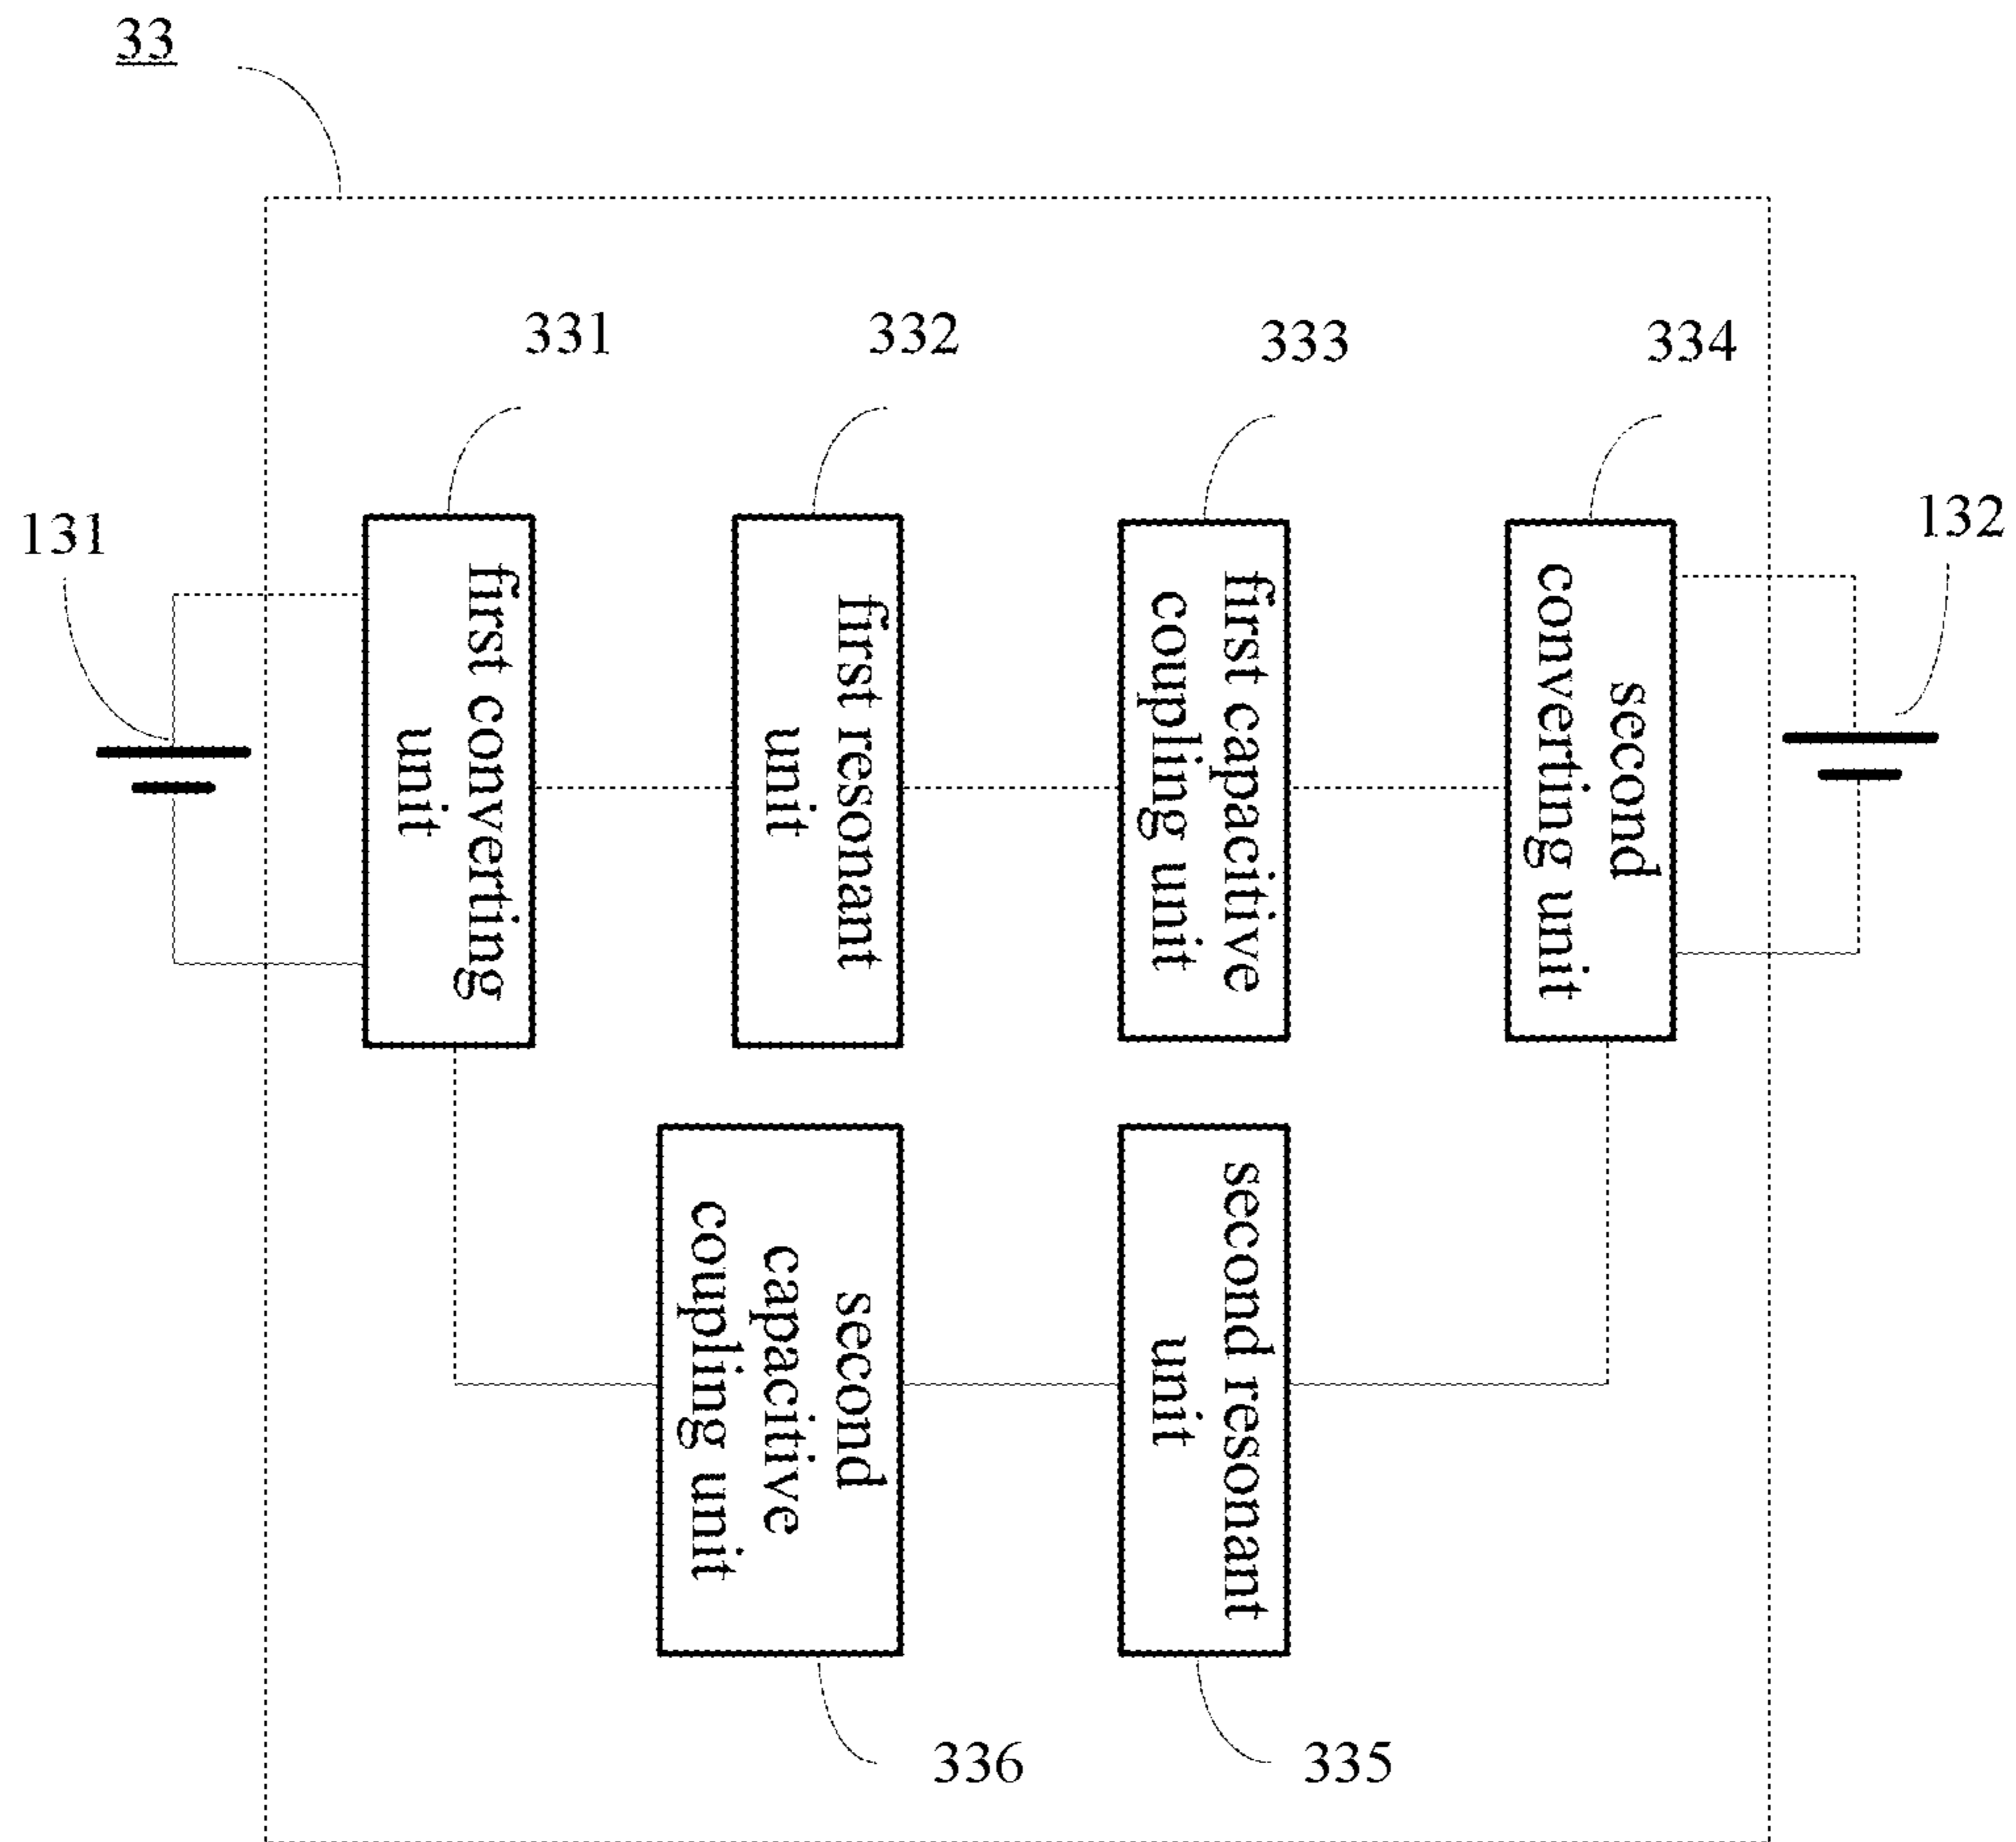 33
331
332
333
334
131
132
first converting
unit
first resonant
unit
first capacitive
coupling unit
second
converting unit
second
capacitive
coupling unit
second resonant
unit
336
335